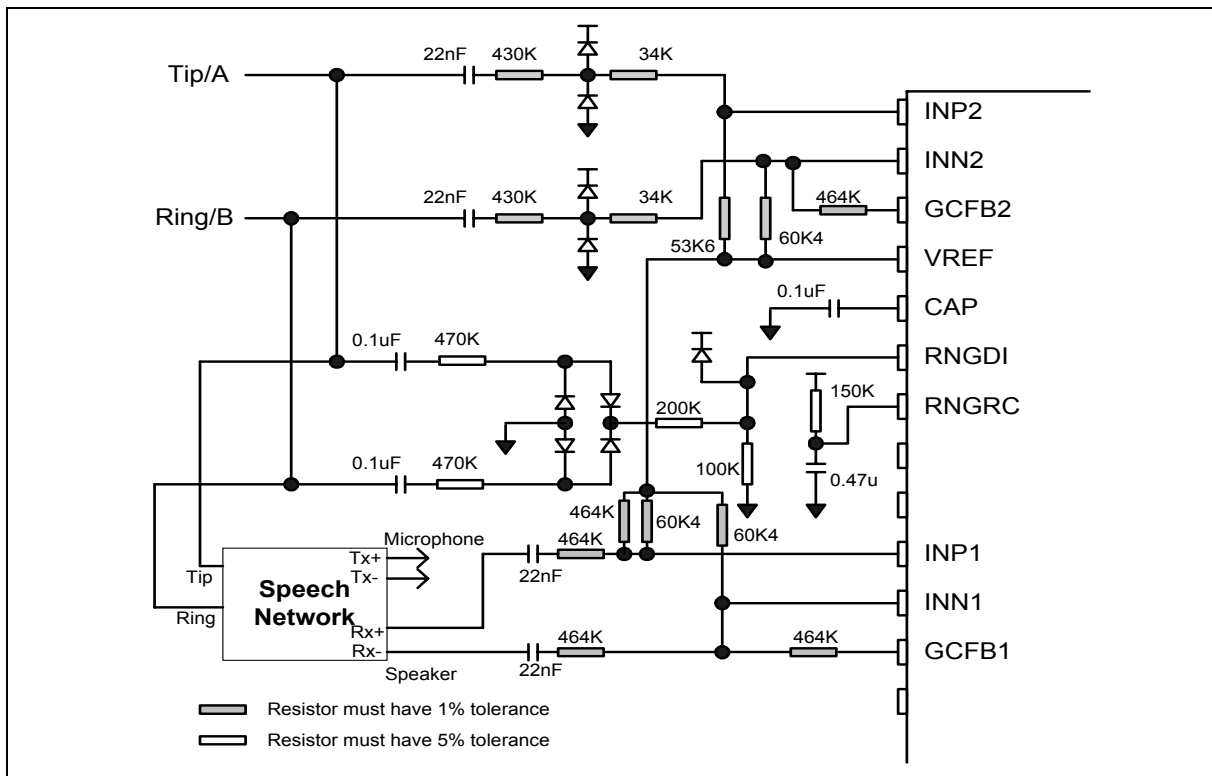 22nF 430K 34K
Tip/A
INP2
INN2
22nF 430K 34K
464K
Ring/B
GCFB2
53K6 60K4
VREF
0.1uF
CAP
0.1uF 470K
RNGDI
150K
200K
RNGRC
0.1uF 470K
100K
0.47u
464K
60K4
60K4
Microphone
464K
Tx+
INP1
Tip
Tx-
22nF
Speech
Network
Ring
INN1
Rx+
464K 464K
Rx-
GCFB1
Speaker
22nF
Resistor must have 1% tolerance
Resistor must have 5% tolerance